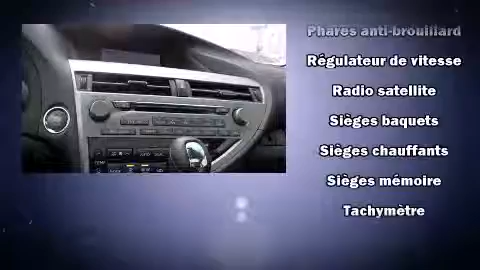 Phares anti-brouillard
Régulateur de vitesse
Radio satellite
Sièges baquets
Sièges chauffants
Sièges mémoire
Tachymètre